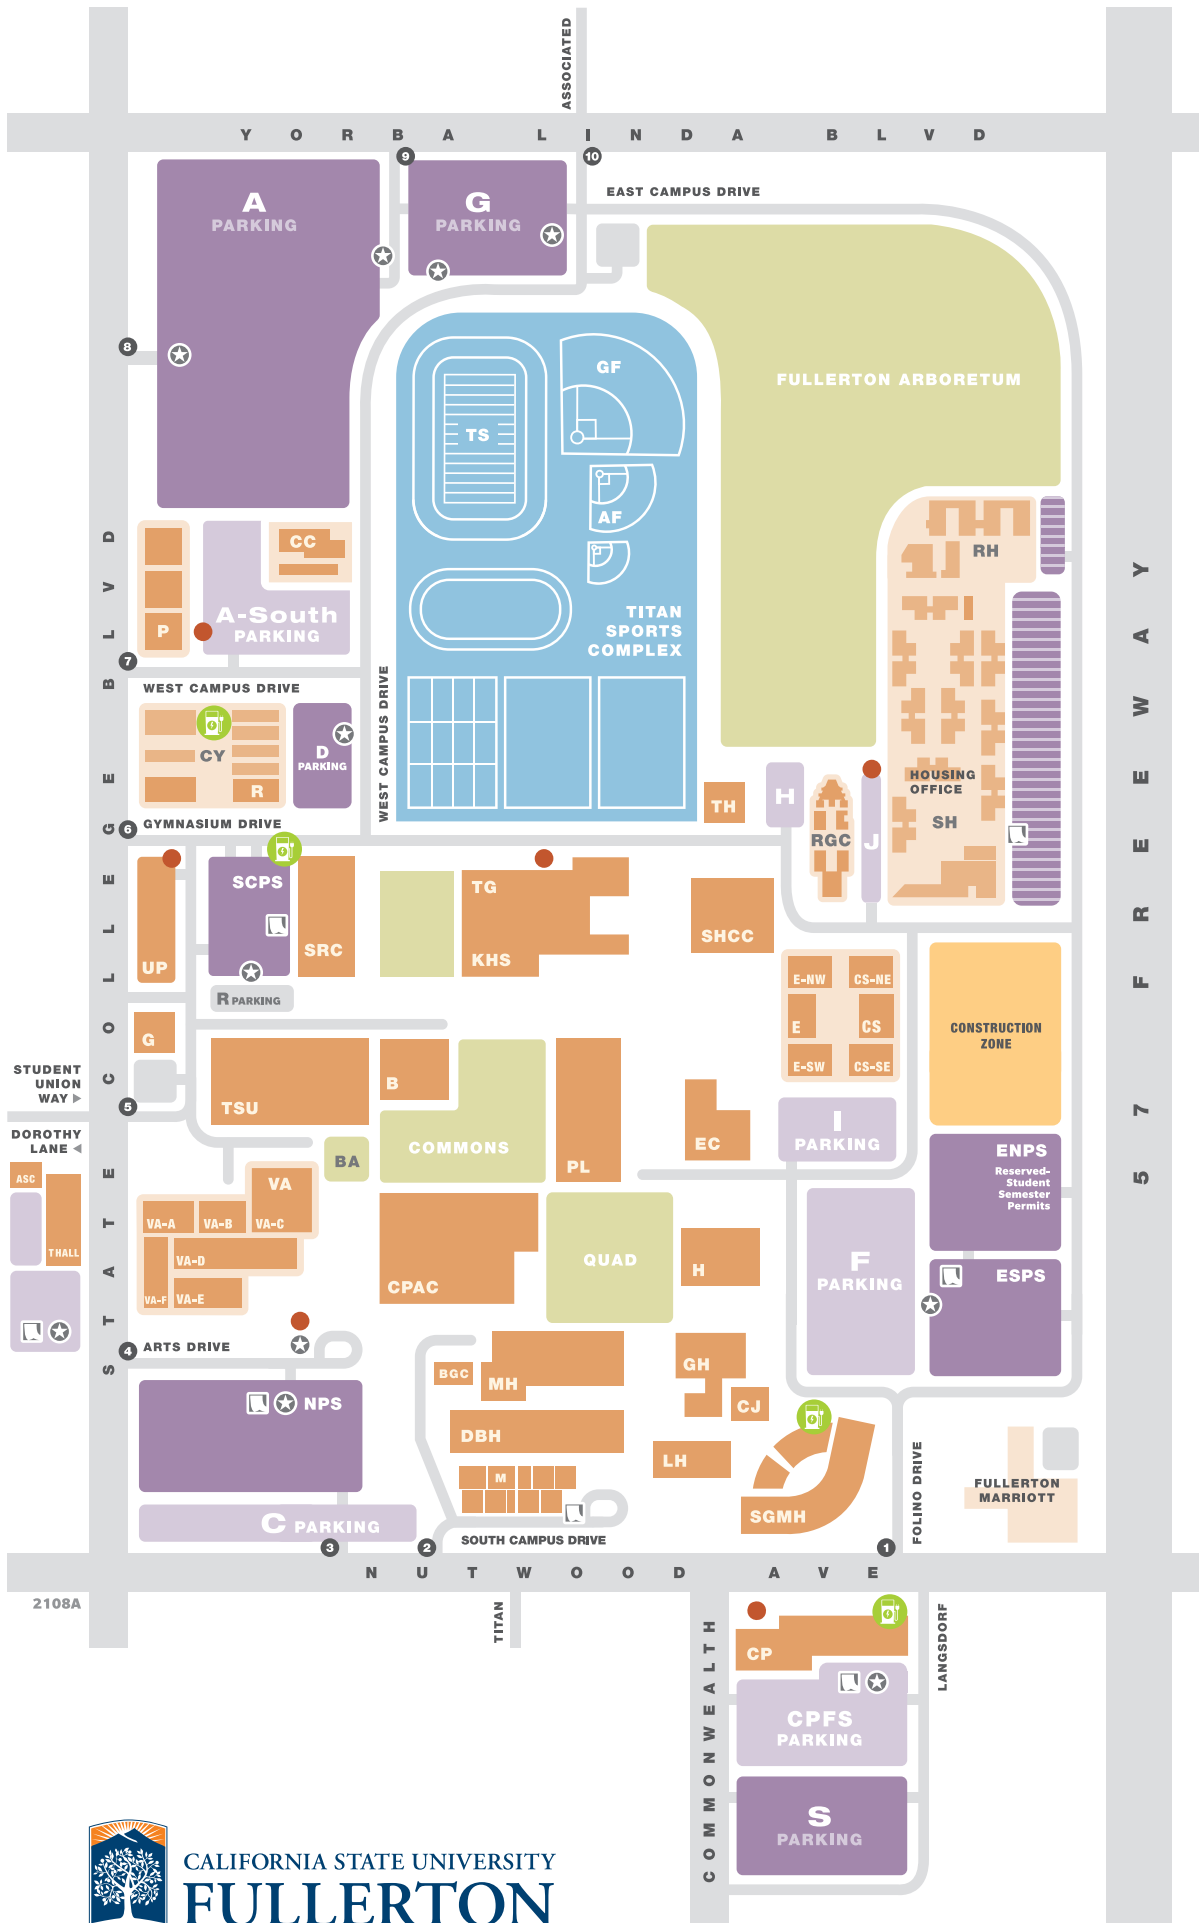 ASSOCIATED
YORBA LINDA BLVD
9
10
EAST CAMPUS DRIVE
A
PARKING
G
PARKING
8
GF
TS
AF
FULLERTON ARBORETUM
TITAN
SPORTS
COMPLEX
RH
CC
P
A-South
PARKING
7
WEST CAMPUS DRIVE
WEST CAMPUS DRIVE
CY
R
D
PARKING
6
GYMNASIUM DRIVE
TH
H
RGC
J
HOUSING
OFFICE
SH
STATE COLLEGE BLVD
57 FREEWAY
UP
SCPS
SRC
TG
KHS
SHCC
R PARKING
E-NW
CS-NE
E
CS
E-SW
CS-SE
CONSTRUCTION
ZONE
G
TSU
B
COMMONS
BA
PL
EC
I
PARKING
STUDENT
UNION
WAY
5
DOROTHY
LANE
ASC
THALL
ENPS
Reserved-
Student
Semester
Permits
VA
VA-A
VA-B
VA-C
VA-D
VA-F
VA-E
CPAC
QUAD
H
F
PARKING
ESPS
4
ARTS DRIVE
NPS
BGC
MH
GH
CJ
DBH
LH
M
SGMH
C PARKING
FOLINO DRIVE
FULLERTON
MARRIOTT
3
2
SOUTH CAMPUS DRIVE
1
NUTWOOD AVE
2108A
TITAN
COMMONWEALTH
LANGSDORF
CP
CPFS
PARKING
S
PARKING
CALIFORNIA STATE UNIVERSITY
FULLERTON